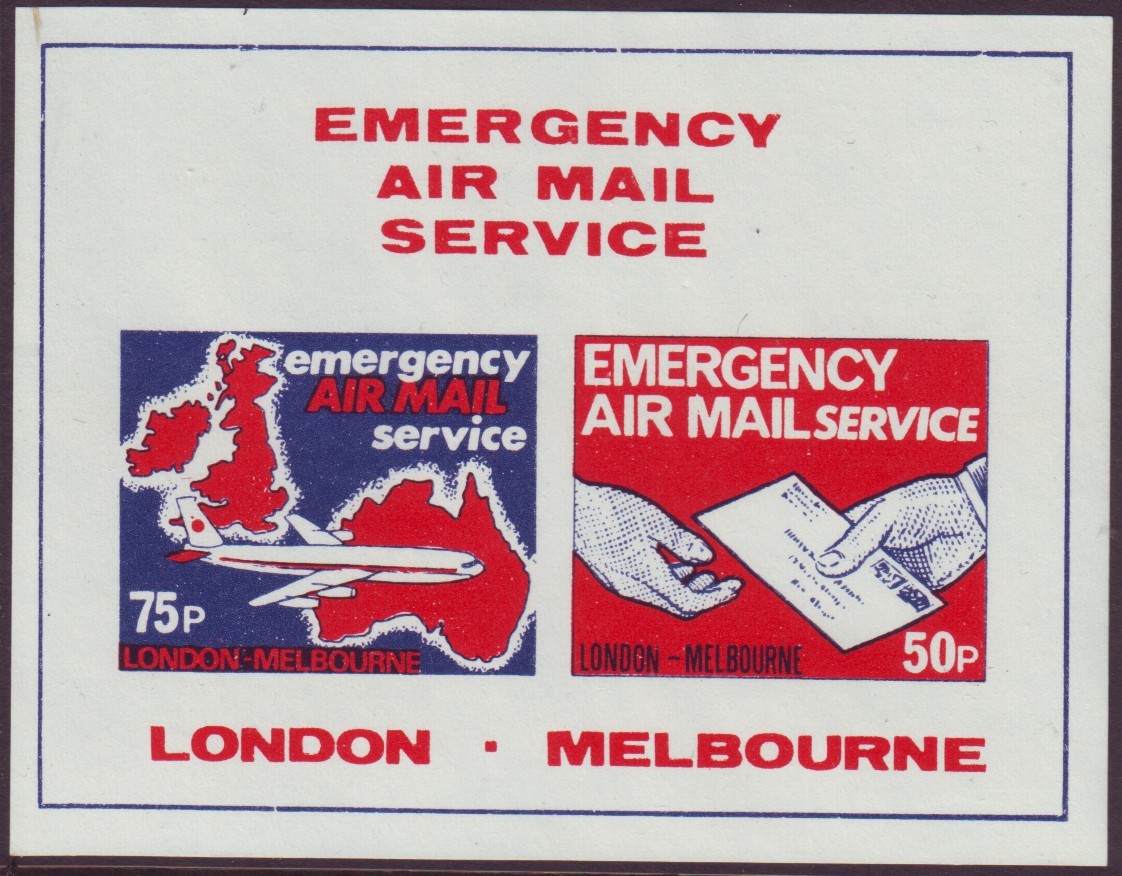 EMERGENCY
AIR MAIL
SERVICE
emergency
AIR MAIL
service
75P
LONDON-MELBOURNE
EMERGENCY
AIR MAIL SERVICE
LONDON - MELBOURNE
50P
LONDON · MELBOURNE